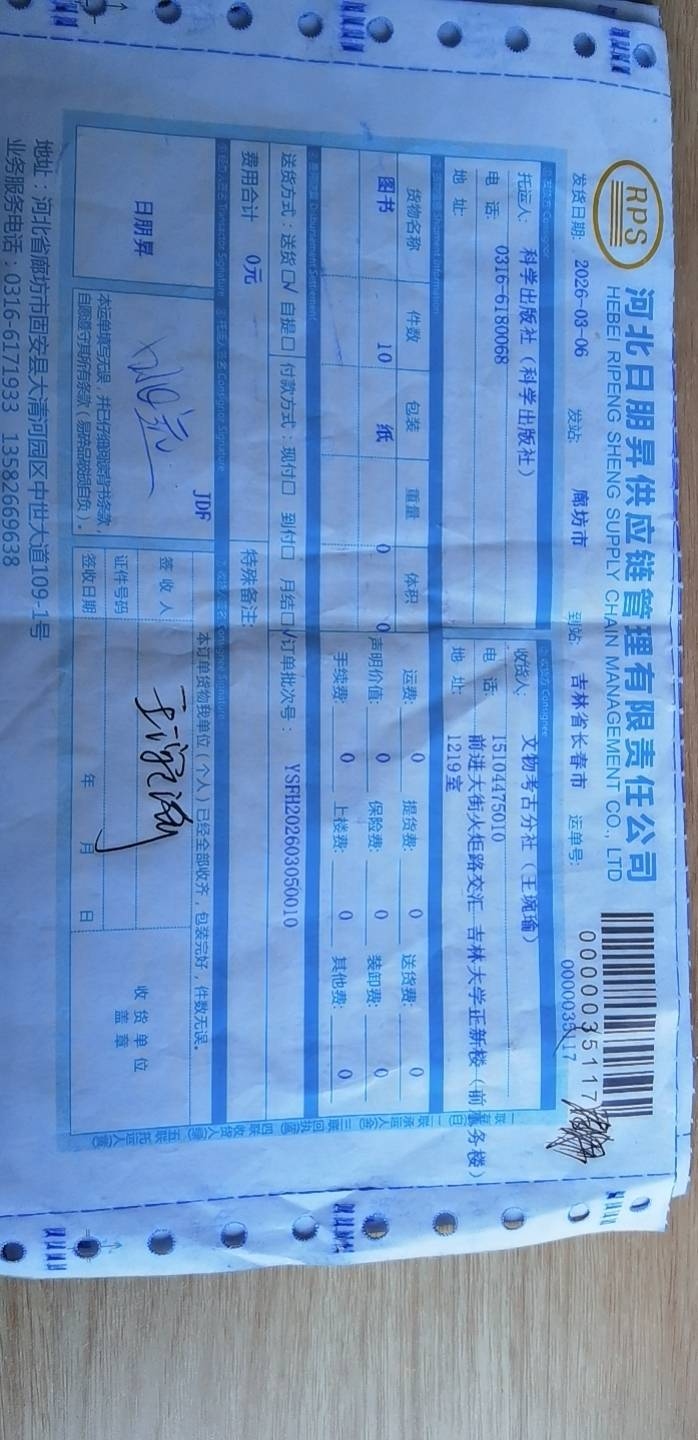 RPS
河北日朋昇供应链管理有限责任公司
HEBEI RIPENG SHENG SUPPLY CHAIN MANAGEMENT CO., LTD
0000035117
0000035117
发货日期: 2026-03-06 发站: 廊坊市 到站: 吉林省长春市 运单号:
托运人: 科学出版社(科学出版社)
电 话: 0316-6180068
地 址:
收货人: 文物考古分社(王琬瑜)
电 话: 15104475010
地 址: 前进大街火炬路交汇 吉林大学正新楼(前服务楼)
1219室
Shipment Information
货物名称 件数 包装 重量 体积
图书 10 纸 0 0
运费: 0 提货费: 0 送货费: 0
声明价值: 0 保险费: 0 装卸费: 0
手续费: 0 上楼费: 0 其他费: 0
Disbursement Settlement
送货方式:送货☐√ 自提☐ 付款方式:现付☐ 到付☐ 月结☐√ 订单批次号: YSFH202603050010
费用合计 0元
特殊备注:
Transactor Signature
Consignor Signature
Consignee Signature
日朋昇
JDF
本运单填写无误,并已仔细阅读背书条款,
自愿遵守其所有条款(易碎品破损自负)。
本订单货物我单位(个人)已经全部收齐,包装完好,件数无误。
签 收 人
证件号码
签收日期 年 月 日
收货单位
盖 章
地址:河北省廊坊市固安县大清河园区中世大道109-1号
业务服务电话:0316-6171933 13582669638